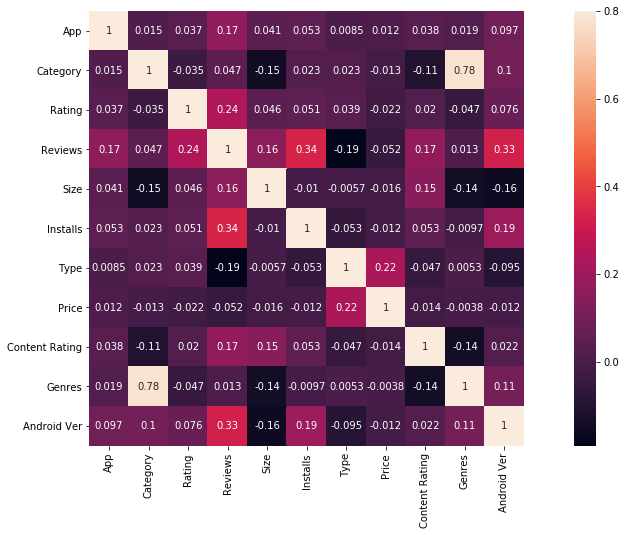 App 1 0.015 0.037 0.17 0.041 0.053 0.0085 0.012 0.038 0.019 0.097
Category 0.015 1 -0.035 0.047 -0.15 0.023 0.023 -0.013 -0.11 0.78 0.1
Rating 0.037 -0.035 1 0.24 0.046 0.051 0.039 -0.022 0.02 -0.047 0.076
Reviews 0.17 0.047 0.24 1 0.16 0.34 -0.19 -0.052 0.17 0.013 0.33
Size 0.041 -0.15 0.046 0.16 1 -0.01 -0.0057 -0.016 0.15 -0.14 -0.16
Installs 0.053 0.023 0.051 0.34 -0.01 1 -0.053 -0.012 0.053 -0.0097 0.19
Type 0.0085 0.023 0.039 -0.19 -0.0057 -0.053 1 0.22 -0.047 0.0053 -0.095
Price 0.012 -0.013 -0.022 -0.052 -0.016 -0.012 0.22 1 -0.014 -0.0038 -0.012
Content Rating 0.038 -0.11 0.02 0.17 0.15 0.053 -0.047 -0.014 1 -0.14 0.022
Genres 0.019 0.78 -0.047 0.013 -0.14 -0.0097 0.0053 -0.0038 -0.14 1 0.11
Android Ver 0.097 0.1 0.076 0.33 -0.16 0.19 -0.095 -0.012 0.022 0.11 1
App Category Rating Reviews Size Installs Type Price Content Rating Genres Android Ver
0.8
0.6
0.4
0.2
0.0